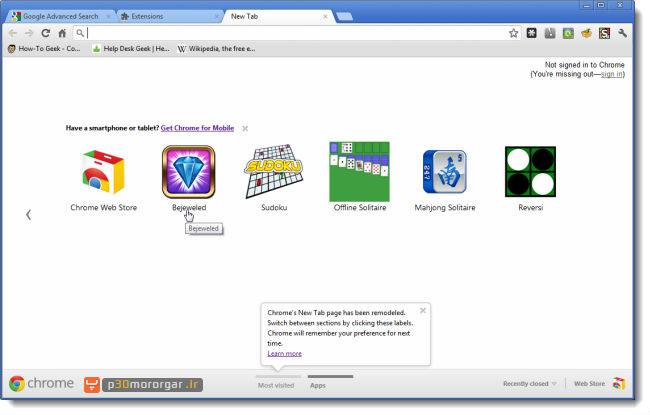 Google Advanced Search
Extensions
New Tab
How-To Geek - Co...
Help Desk Geek | He...
Wikipedia, the free e...
Not signed in to Chrome
(You're missing out—sign in)
Have a smartphone or tablet? Get Chrome for Mobile
SUDOKU
247
5
南
Chrome Web Store
Bejeweled
Sudoku
Offline Solitaire
Mahjong Solitaire
Reversi
Bejeweled
Chrome's New Tab page has been remodeled.
Switch between sections by clicking these labels.
Chrome will remember your preference for next
time.
Learn more
chrome
p30mororgar.ir
Most visited
Apps
Recently closed
Web Store